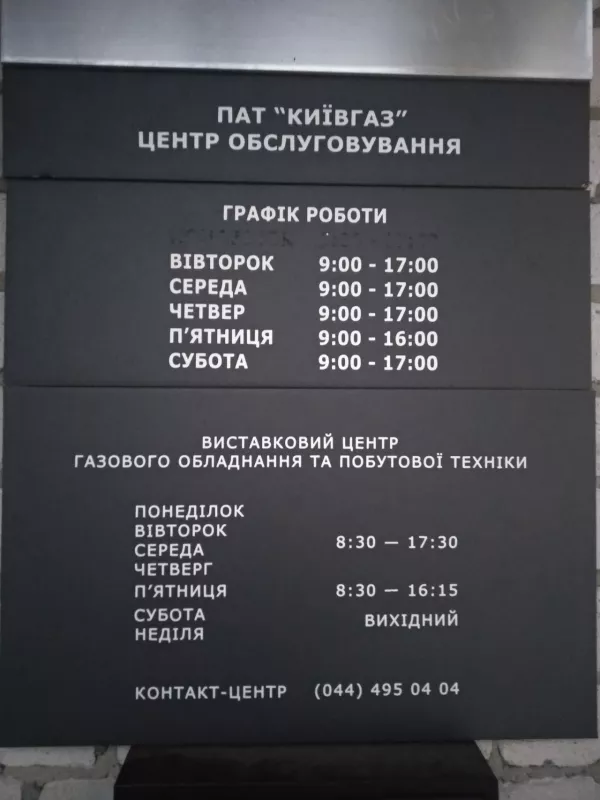 ПАТ "КИЇВГАЗ"
ЦЕНТР ОБСЛУГОВУВАННЯ
ГРАФІК РОБОТИ
ВІВТОРОК 9:00 - 17:00
СЕРЕДА 9:00 - 17:00
ЧЕТВЕР 9:00 - 17:00
П'ЯТНИЦЯ 9:00 - 16:00
СУБОТА 9:00 - 17:00
ВИСТАВКОВИЙ ЦЕНТР
ГАЗОВОГО ОБЛАДНАННЯ ТА ПОБУТОВОЇ ТЕХНІКИ
ПОНЕДІЛОК
ВІВТОРОК
СЕРЕДА 8:30 — 17:30
ЧЕТВЕРГ
П'ЯТНИЦЯ 8:30 — 16:15
СУБОТА ВИХІДНИЙ
НЕДІЛЯ
КОНТАКТ-ЦЕНТР (044) 495 04 04